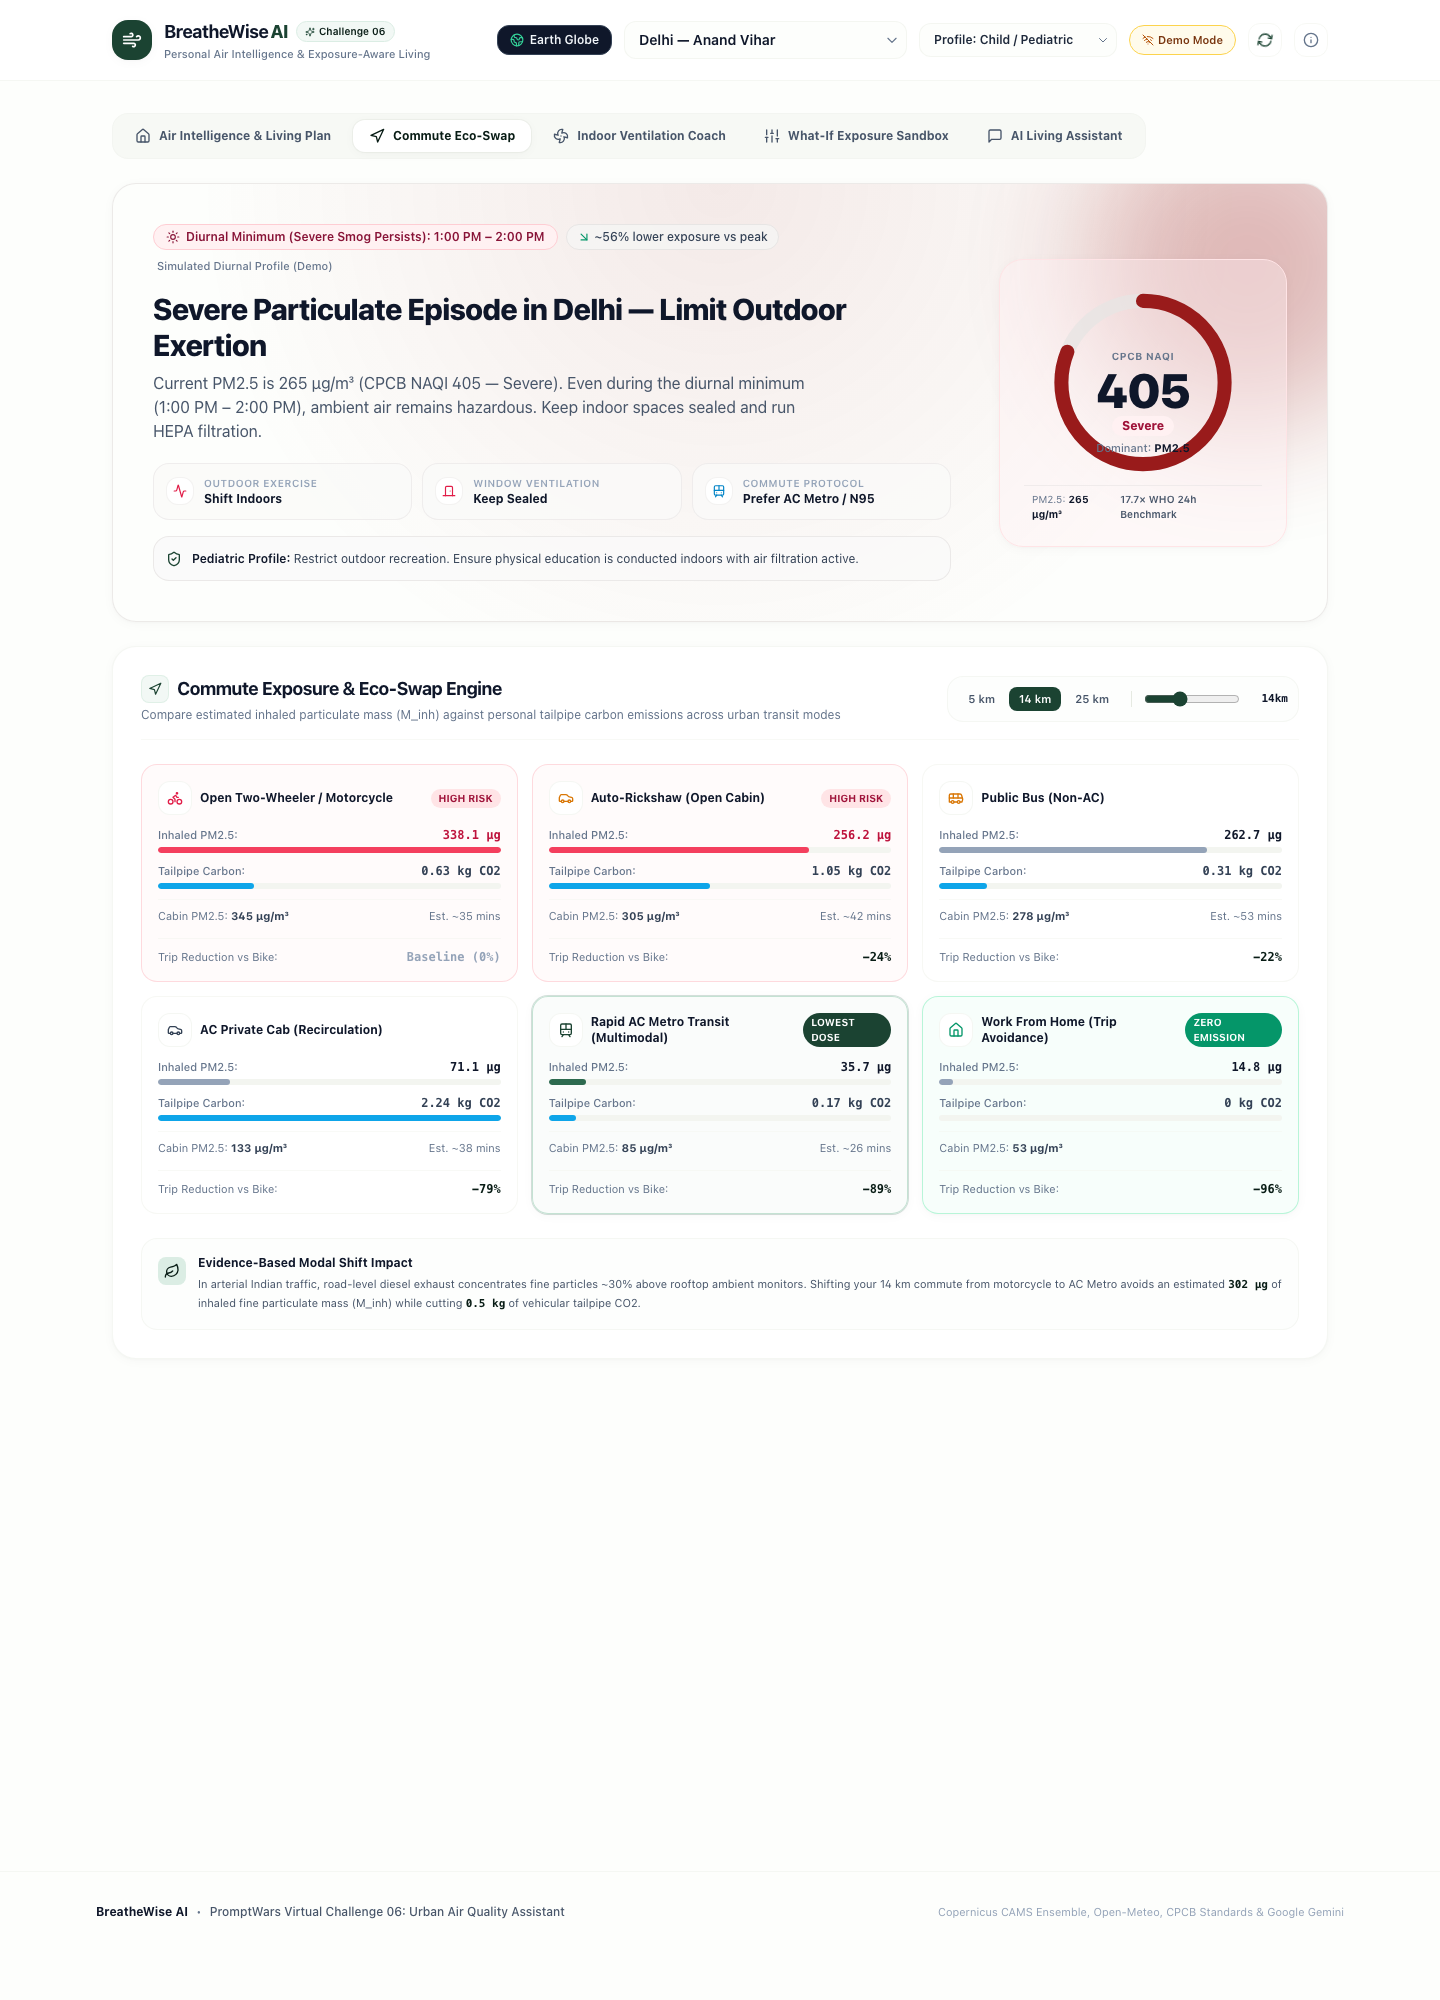 BreatheWise AI
Challenge 06
Personal Air Intelligence & Exposure-Aware Living
Earth Globe
Delhi — Anand Vihar
Profile: Child / Pediatric
Demo Mode
Air Intelligence & Living Plan
Commute Eco-Swap
Indoor Ventilation Coach
What-If Exposure Sandbox
AI Living Assistant
Diurnal Minimum (Severe Smog Persists): 1:00 PM – 2:00 PM
~56% lower exposure vs peak
Simulated Diurnal Profile (Demo)
Severe Particulate Episode in Delhi — Limit Outdoor
Exertion
Current PM2.5 is 265 µg/m³ (CPCB NAQI 405 — Severe). Even during the diurnal minimum
(1:00 PM – 2:00 PM), ambient air remains hazardous. Keep indoor spaces sealed and run
HEPA filtration.
OUTDOOR EXERCISE
Shift Indoors
WINDOW VENTILATION
Keep Sealed
COMMUTE PROTOCOL
Prefer AC Metro / N95
Pediatric Profile: Restrict outdoor recreation. Ensure physical education is conducted indoors with air filtration active.
CPCB NAQI
405
Severe
Dominant: PM2.5
PM2.5: 265
µg/m³
17.7× WHO 24h
Benchmark
Commute Exposure & Eco-Swap Engine
Compare estimated inhaled particulate mass (M_inh) against personal tailpipe carbon emissions across urban transit modes
5 km
14 km
25 km
14km
Open Two-Wheeler / Motorcycle
HIGH RISK
Inhaled PM2.5:
338.1 µg
Tailpipe Carbon:
0.63 kg CO2
Cabin PM2.5: 345 µg/m³
Est. ~35 mins
Trip Reduction vs Bike:
Baseline (0%)
Auto-Rickshaw (Open Cabin)
HIGH RISK
Inhaled PM2.5:
256.2 µg
Tailpipe Carbon:
1.05 kg CO2
Cabin PM2.5: 305 µg/m³
Est. ~42 mins
Trip Reduction vs Bike:
−24%
Public Bus (Non-AC)
Inhaled PM2.5:
262.7 µg
Tailpipe Carbon:
0.31 kg CO2
Cabin PM2.5: 278 µg/m³
Est. ~53 mins
Trip Reduction vs Bike:
−22%
AC Private Cab (Recirculation)
Inhaled PM2.5:
71.1 µg
Tailpipe Carbon:
2.24 kg CO2
Cabin PM2.5: 133 µg/m³
Est. ~38 mins
Trip Reduction vs Bike:
−79%
Rapid AC Metro Transit
(Multimodal)
LOWEST
DOSE
Inhaled PM2.5:
35.7 µg
Tailpipe Carbon:
0.17 kg CO2
Cabin PM2.5: 85 µg/m³
Est. ~26 mins
Trip Reduction vs Bike:
−89%
Work From Home (Trip
Avoidance)
ZERO
EMISSION
Inhaled PM2.5:
14.8 µg
Tailpipe Carbon:
0 kg CO2
Cabin PM2.5: 53 µg/m³
Trip Reduction vs Bike:
−96%
Evidence-Based Modal Shift Impact
In arterial Indian traffic, road-level diesel exhaust concentrates fine particles ~30% above rooftop ambient monitors. Shifting your 14 km commute from motorcycle to AC Metro avoids an estimated 302 µg of
inhaled fine particulate mass (M_inh) while cutting 0.5 kg of vehicular tailpipe CO2.
BreatheWise AI · PromptWars Virtual Challenge 06: Urban Air Quality Assistant
Copernicus CAMS Ensemble, Open-Meteo, CPCB Standards & Google Gemini